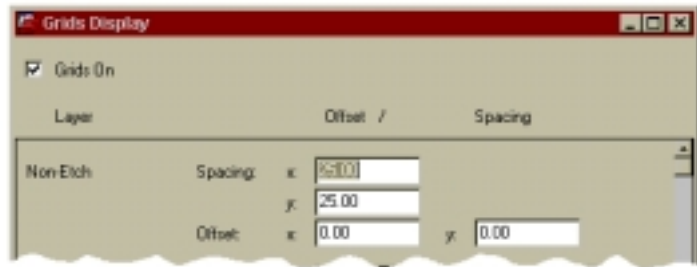 Grids Display
Grids On
Layer Offset / Spacing
Non-Etch Spacing: x:
y: 25.00
Offset: x: 0.00 y: 0.00